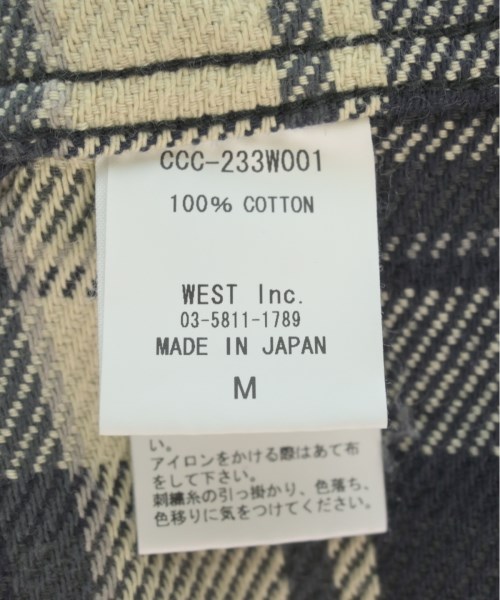 CCC-233W001
100% COTTON
WEST Inc.
03-5811-1789
MADE IN JAPAN
M
い。
アイロンをかける際はあて布
をして下さい。
刺繍糸の引っ掛かり、色落ち、
色移りに気をつけてください。